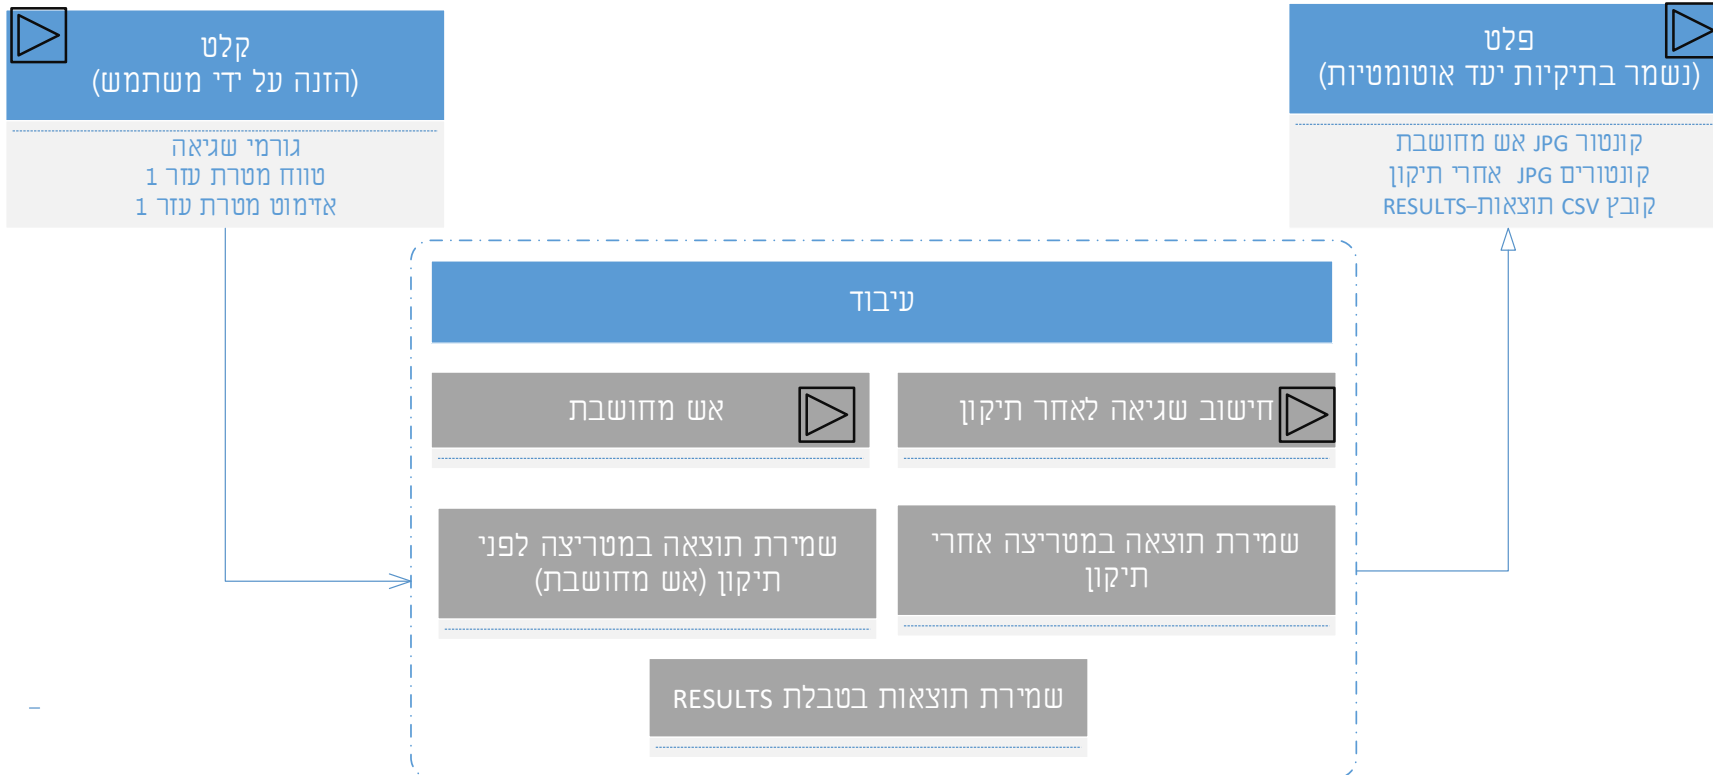 קלט
(הזנה על ידי משתמש)
גורמי שגיאה
טווח מטרת עזר 1
אזימוט מטרת עזר 1
פלט
(נשמר בתיקיות יעד אוטומטיות)
קונטור JPG אש מחושבת
קונטורים JPG אחרי תיקון
קובץ CSV תוצאות–RESULTS
עיבוד
אש מחושבת
חישוב שגיאה לאחר תיקון
שמירת תוצאה במטריצה לפני
תיקון (אש מחושבת)
שמירת תוצאה במטריצה אחרי
תיקון
שמירת תוצאות בטבלת RESULTS